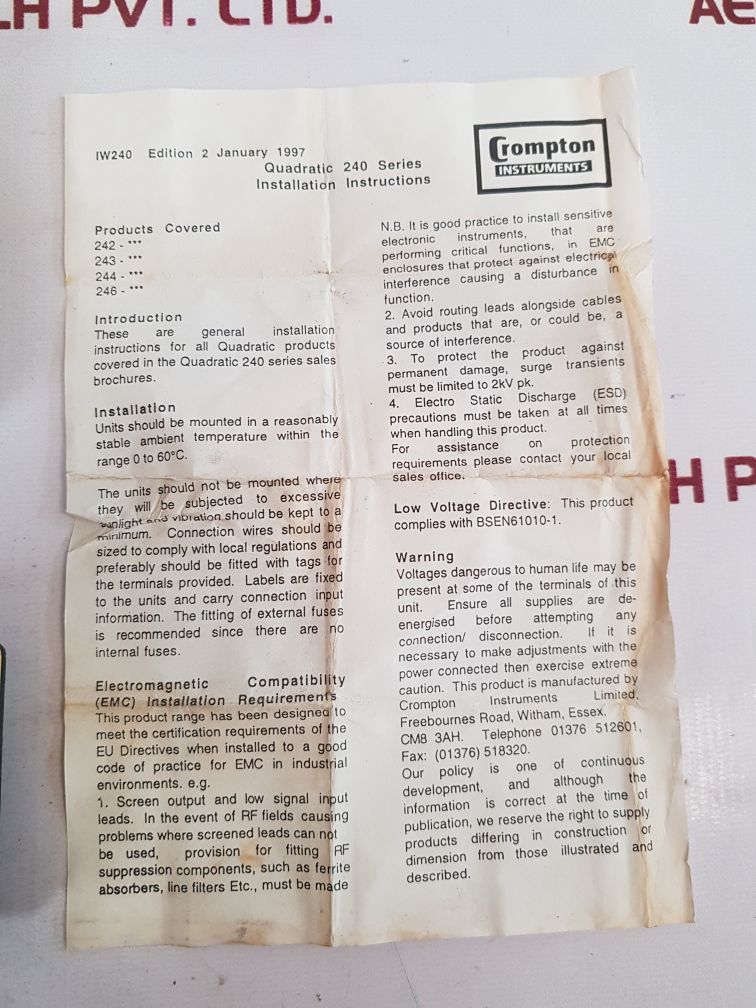 LH PVT. LTD.
AE
H P
IW240 Edition 2 January 1997
Quadratic 240 Series
Installation Instructions
Crompton
INSTRUMENTS
Products Covered
242 - ***
243 - ***
244 - ***
246 - ***
Introduction
These are general installation
instructions for all Quadratic products
covered in the Quadratic 240 series sales
brochures.
Installation
Units should be mounted in a reasonably
stable ambient temperature within the
range 0 to 60°C.
The units should not be mounted where
they will be subjected to excessive
sunlight and vibration should be kept to a
minimum. Connection wires should be
sized to comply with local regulations and
preferably should be fitted with tags for
the terminals provided. Labels are fixed
to the units and carry connection input
information. The fitting of external fuses
is recommended since there are no
internal fuses.
Electromagnetic Compatibility
(EMC) Installation Requirements
This product range has been designed to
meet the certification requirements of the
EU Directives when installed to a good
code of practice for EMC in industrial
environments. e.g.
1. Screen output and low signal input
leads. In the event of RF fields causing
problems where screened leads can not
be used, provision for fitting RF
suppression components, such as ferrite
absorbers, line filters Etc., must be made
N.B. It is good practice to install sensitive
electronic instruments, that are
performing critical functions, in EMC
enclosures that protect against electrical
interference causing a disturbance in
function.
2. Avoid routing leads alongside cables
and products that are, or could be, a
source of interference.
3. To protect the product against
permanent damage, surge transients
must be limited to 2kV pk.
4. Electro Static Discharge (ESD)
precautions must be taken at all times
when handling this product.
For assistance on protection
requirements please contact your local
sales office.
Low Voltage Directive: This product
complies with BSEN61010-1.
Warning
Voltages dangerous to human life may be
present at some of the terminals of this
unit. Ensure all supplies are de-
energised before attempting any
connection/ disconnection. If it is
necessary to make adjustments with the
power connected then exercise extreme
caution. This product is manufactured by
Crompton Instruments Limited,
Freebournes Road, Witham, Essex.
CM8 3AH. Telephone 01376 512601,
Fax: (01376) 518320.
Our policy is one of continuous
development, and although the
information is correct at the time of
publication, we reserve the right to supply
products differing in construction or
dimension from those illustrated and
described.